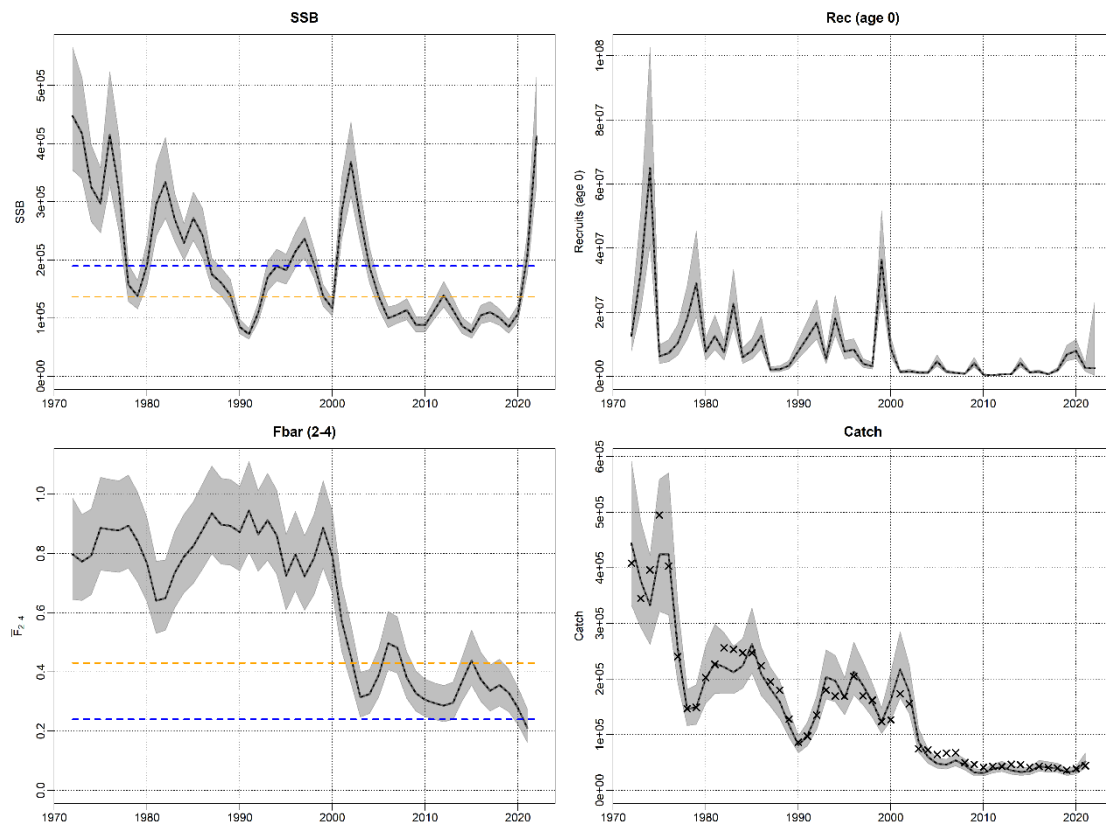 SSB
SSB
0e+00
1e+05
2e+05
3e+05
4e+05
5e+05
1970
1980
1990
2000
2010
2020
Rec (age 0)
Recruits (age 0)
0e+00
2e+07
4e+07
6e+07
8e+07
1e+08
1970
1980
1990
2000
2010
2020
Fbar (2-4)
F̅2 4
0.0
0.2
0.4
0.6
0.8
1.0
1970
1980
1990
2000
2010
2020
Catch
Catch
0e+00
1e+05
2e+05
3e+05
4e+05
5e+05
6e+05
1970
1980
1990
2000
2010
2020